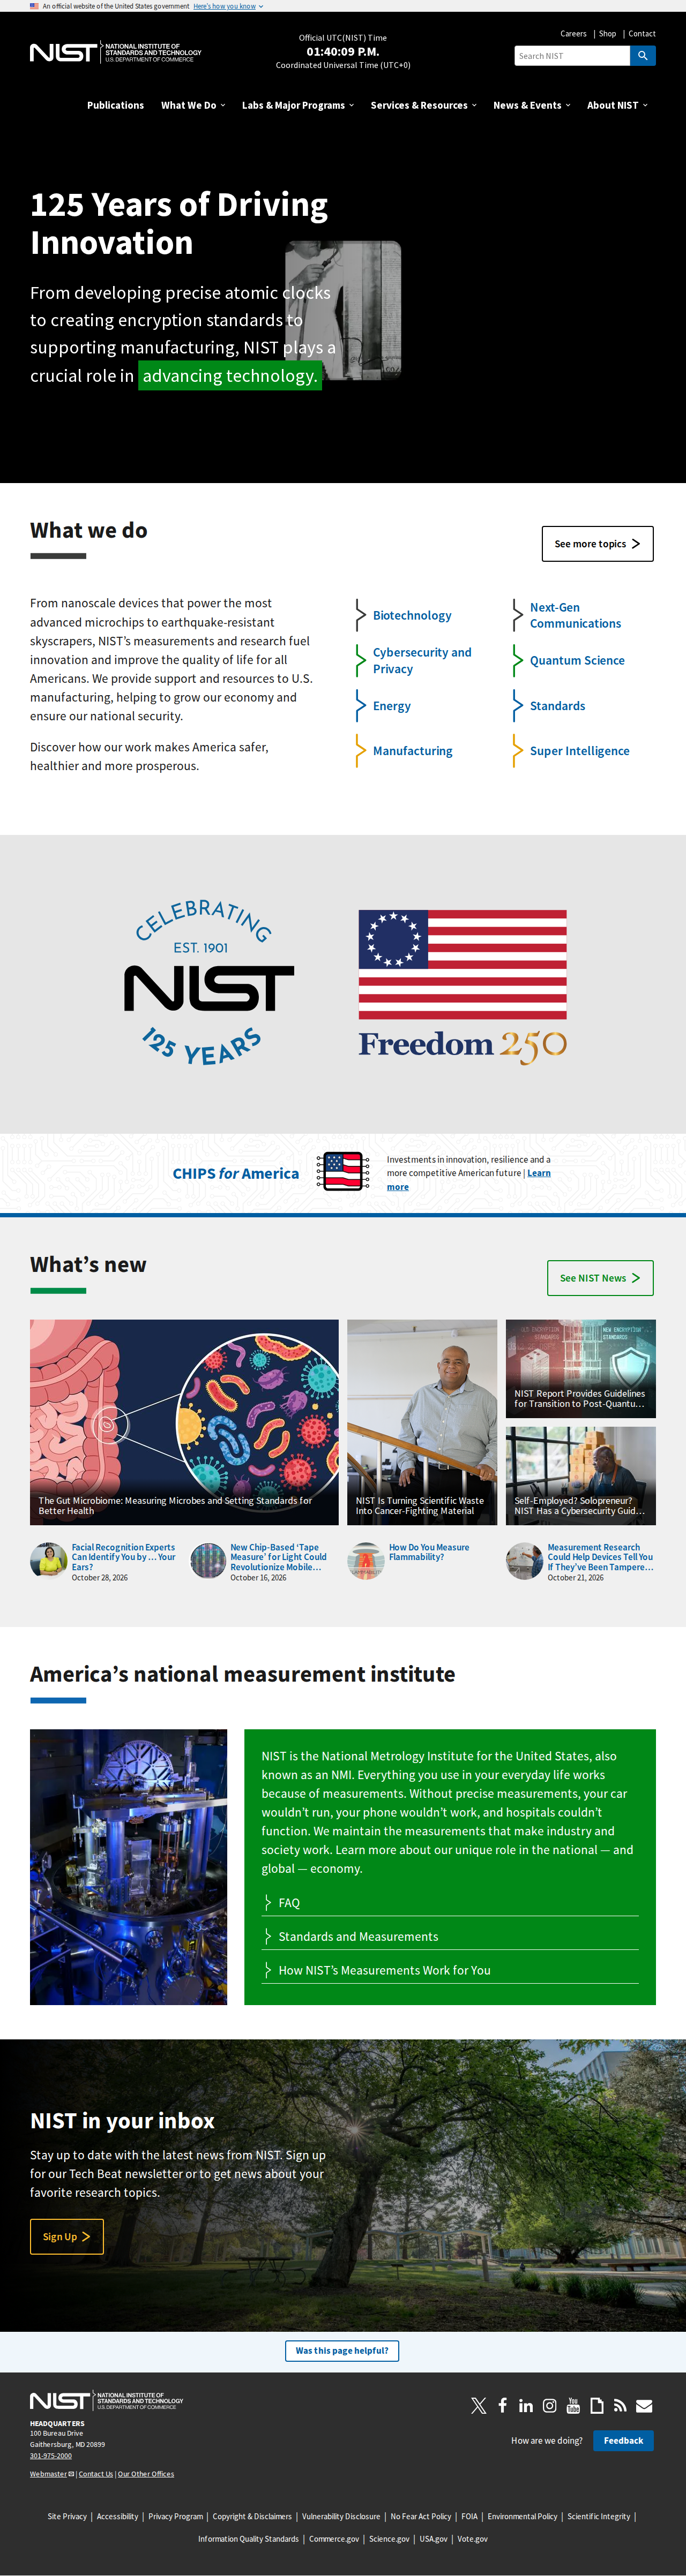 An official website of the United States government Here's how you know
NIST NATIONAL INSTITUTE OF
STANDARDS AND TECHNOLOGY
U.S. DEPARTMENT OF COMMERCE
Official UTC(NIST) Time
01:40:09 P.M.
Coordinated Universal Time (UTC+0)
Careers | Shop | Contact
Search NIST
Publications What We Do Labs & Major Programs Services & Resources News & Events About NIST
125 Years of Driving
Innovation
From developing precise atomic clocks
to creating encryption standards to
supporting manufacturing, NIST plays a
crucial role in advancing technology.
What we do
See more topics
From nanoscale devices that power the most
advanced microchips to earthquake-resistant
skyscrapers, NIST's measurements and research fuel
innovation and improve the quality of life for all
Americans. We provide support and resources to U.S.
manufacturing, helping to grow our economy and
ensure our national security.
Discover how our work makes America safer,
healthier and more prosperous.
Biotechnology
Next-Gen
Communications
Cybersecurity and
Privacy
Quantum Science
Energy
Standards
Manufacturing
Super Intelligence
CELEBRATING
EST. 1901
NIST
125 YEARS
Freedom 250
CHIPS for America
Investments in innovation, resilience and a
more competitive American future | Learn
more
What's new
See NIST News
The Gut Microbiome: Measuring Microbes and Setting Standards for
Better Health
NIST Is Turning Scientific Waste
Into Cancer-Fighting Material
NEW ENCRYPTION
STANDARDS
NIST Report Provides Guidelines
for Transition to Post-Quantu…
Self-Employed? Solopreneur?
NIST Has a Cybersecurity Guid…
Facial Recognition Experts
Can Identify You by … Your
Ears?
October 28, 2026
New Chip-Based 'Tape
Measure' for Light Could
Revolutionize Mobile…
October 16, 2026
How Do You Measure
Flammability?
Measurement Research
Could Help Devices Tell You
If They've Been Tampere…
October 21, 2026
America's national measurement institute
NIST is the National Metrology Institute for the United States, also
known as an NMI. Everything you use in your everyday life works
because of measurements. Without precise measurements, your car
wouldn't run, your phone wouldn't work, and hospitals couldn't
function. We maintain the measurements that make industry and
society work. Learn more about our unique role in the national — and
global — economy.
FAQ
Standards and Measurements
How NIST's Measurements Work for You
NIST in your inbox
Stay up to date with the latest news from NIST. Sign up
for our Tech Beat newsletter or to get news about your
favorite research topics.
Sign Up
Was this page helpful?
NIST NATIONAL INSTITUTE OF
STANDARDS AND TECHNOLOGY
U.S. DEPARTMENT OF COMMERCE
HEADQUARTERS
100 Bureau Drive
Gaithersburg, MD 20899
301-975-2000
Webmaster | Contact Us | Our Other Offices
You
Tube
How are we doing? Feedback
Site Privacy | Accessibility | Privacy Program | Copyright & Disclaimers | Vulnerability Disclosure | No Fear Act Policy | FOIA | Environmental Policy | Scientific Integrity |
Information Quality Standards | Commerce.gov | Science.gov | USA.gov | Vote.gov